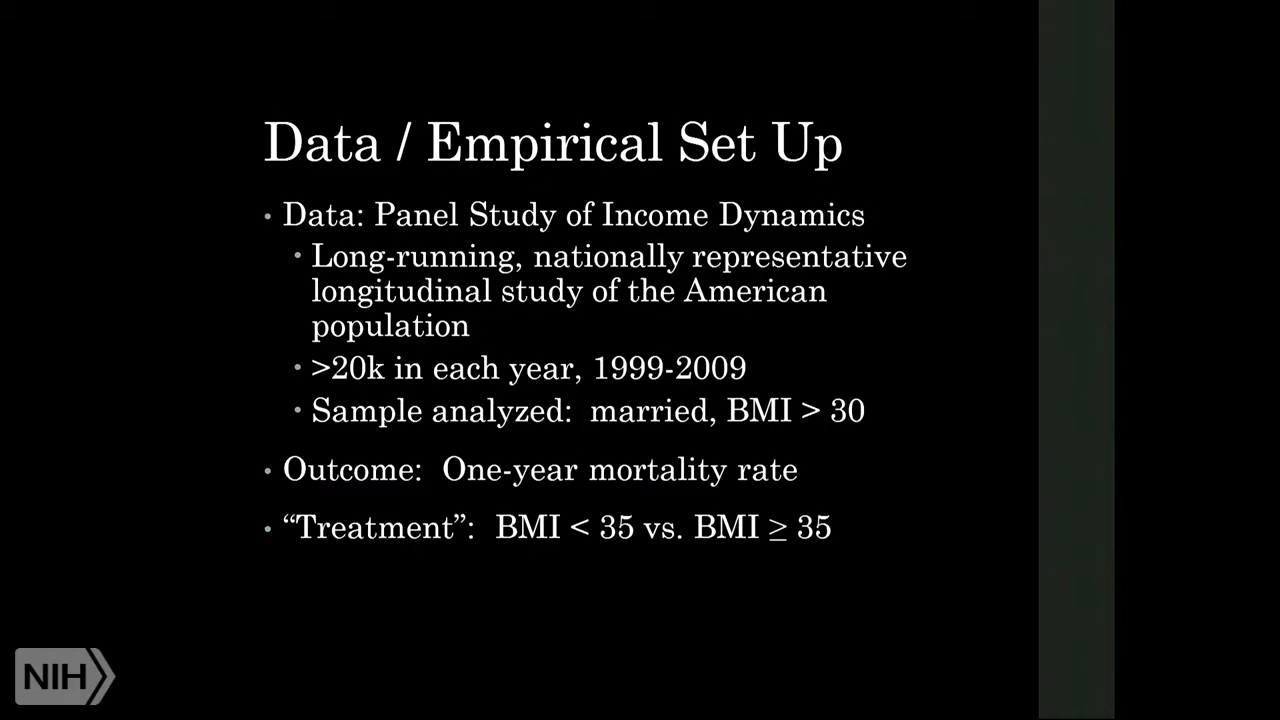 Data / Empirical Set Up
• Data: Panel Study of Income Dynamics
• Long-running, nationally representative
longitudinal study of the American
population
• >20k in each year, 1999-2009
• Sample analyzed:  married, BMI > 30
• Outcome:  One-year mortality rate
• “Treatment”:  BMI < 35 vs. BMI ≥ 35
NIH